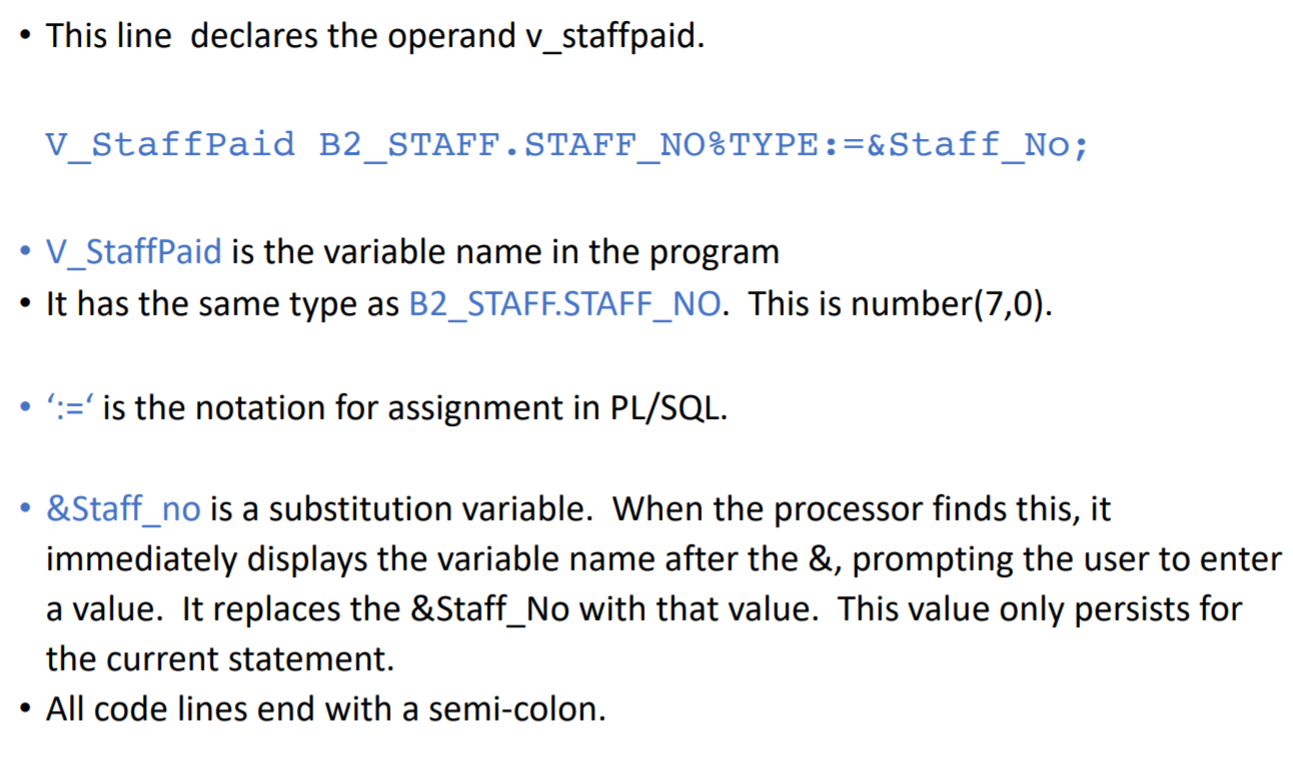 • This line declares the operand v_staffpaid.
V_StaffPaid B2_STAFF.STAFF_NO%TYPE:=&Staff_No;
• V_StaffPaid is the variable name in the program
• It has the same type as B2_STAFF.STAFF_NO. This is number(7,0).
• ‘:=‘ is the notation for assignment in PL/SQL.
• &Staff_no is a substitution variable. When the processor finds this, it
immediately displays the variable name after the &, prompting the user to enter
a value. It replaces the &Staff_No with that value. This value only persists for
the current statement.
• All code lines end with a semi-colon.